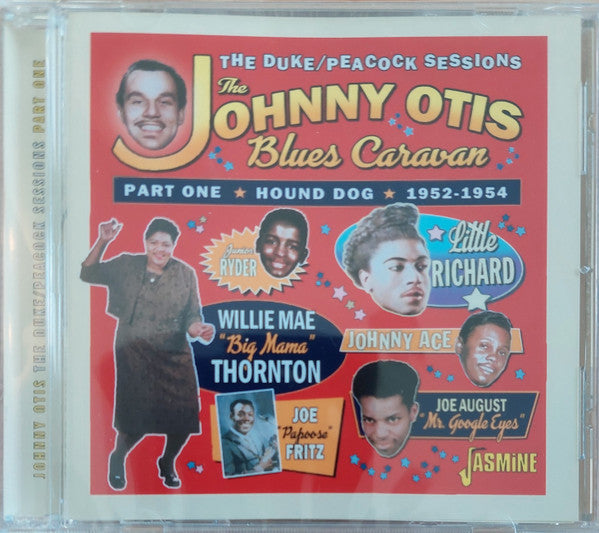 JOHNNY OTIS THE DUKE/PEACOCK SESSIONS PART ONE
THE DUKE/PEACOCK SESSIONS
The
JOHNNY OTIS
Blues Caravan
PART ONE ★ HOUND DOG ★ 1952-1954
Junior
RYDER
Little
RICHARD
WILLIE MAE
"Big Mama"
THORNTON
JOHNNY ACE
JOE
"Papoose"
FRITZ
JOE AUGUST
"Mr. Google Eyes"
JASMINE